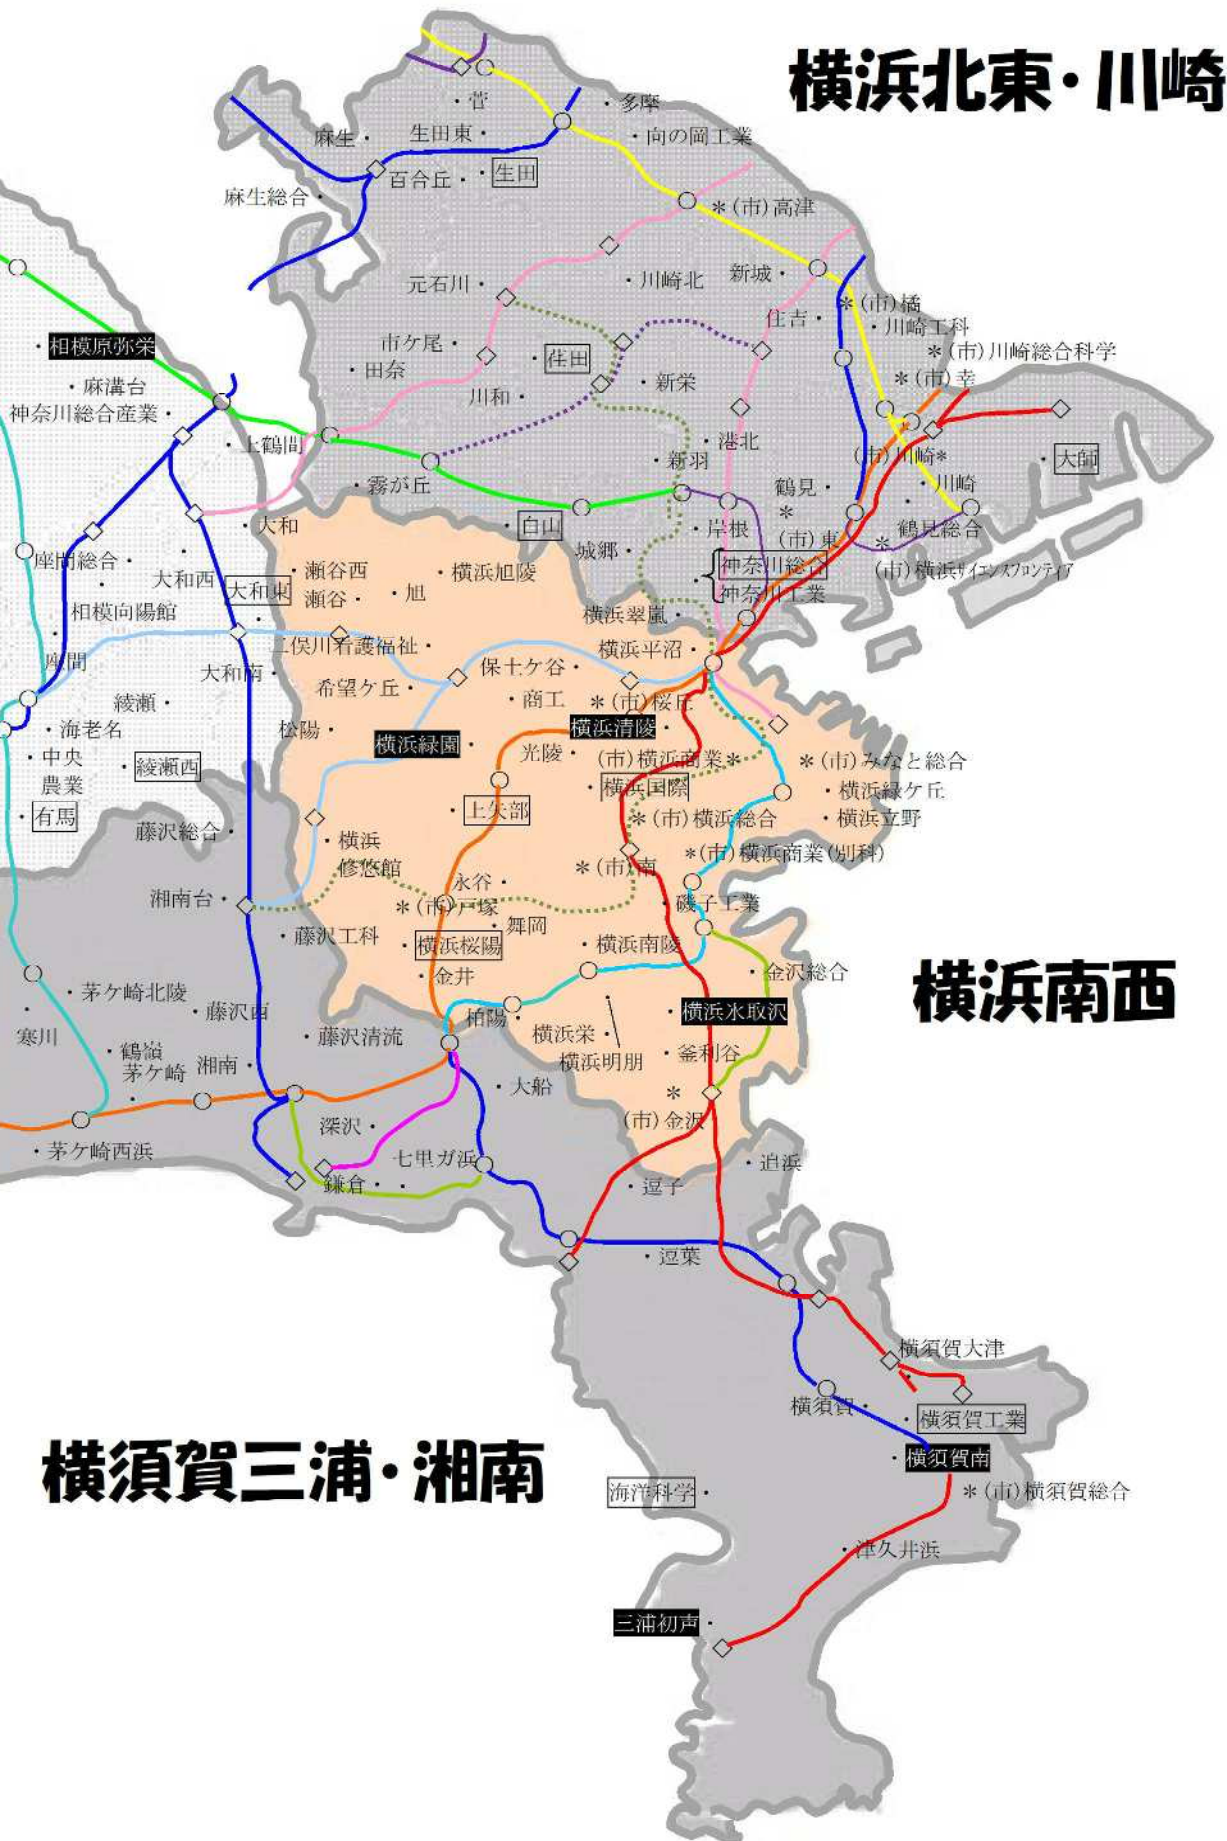 横浜北東・川崎
・菅
・多摩
麻生・
生田東・
・向の岡工業
百合丘・
・生田
麻生総合・
*(市)高津
元石川・
・川崎北
新城・
*(市)橘
住吉・
・川崎工科
相模原弥栄
市ケ尾・
・荏田
*(市)川崎総合科学
・田奈
*(市)幸
・麻溝台
川和・
・新栄
神奈川総合産業・
・上鶴間
・港北
(市)川崎*
・新羽
・大師
・霧が丘
鶴見・
・川崎
・大和
・白山
・岸根
*
(市)東
鶴見総合
城郷・
*
(市)横浜サイエンスフロンティア
座間総合・
・瀬谷西
・横浜旭陵
神奈川総合
大和西
大和東
瀬谷・
・旭
神奈川工業
相模向陽館
横浜翠嵐・
二俣川看護福祉・
横浜平沼・
座間
大和南・
保土ケ谷・
希望ケ丘・
・商工
*(市)桜丘
綾瀬・
・海老名
松陽・
横浜緑園
横浜清陵
・中央
農業
・綾瀬西
光陵・
(市)横浜商業*
*(市)みなと総合
・横浜国際
・横浜緑ケ丘
・有馬
・上矢部
*(市)横浜総合
・横浜立野
藤沢総合・
・横浜
修悠館
*(市)横浜商業(別科)
*(市)南
永谷・
湘南台・
*(市)戸塚
・磯子工業
・舞岡
・藤沢工科
・横浜桜陽
・横浜南陵
横浜南西
・金井
・金沢総合
・茅ケ崎北陵
・藤沢西
柏陽・
横浜氷取沢
寒川
・藤沢清流
横浜栄・
・鶴嶺
横浜明朋
・釜利谷
茅ケ崎
湘南・
・大船
*
(市)金沢
深沢・
・茅ケ崎西浜
七里ガ浜
・追浜
鎌倉・
・逗子
・逗葉
横須賀大津
横須賀・
・横須賀工業
横須賀三浦・湘南
・横須賀南
海洋科学・
*(市)横須賀総合
・津久井浜
三浦初声・